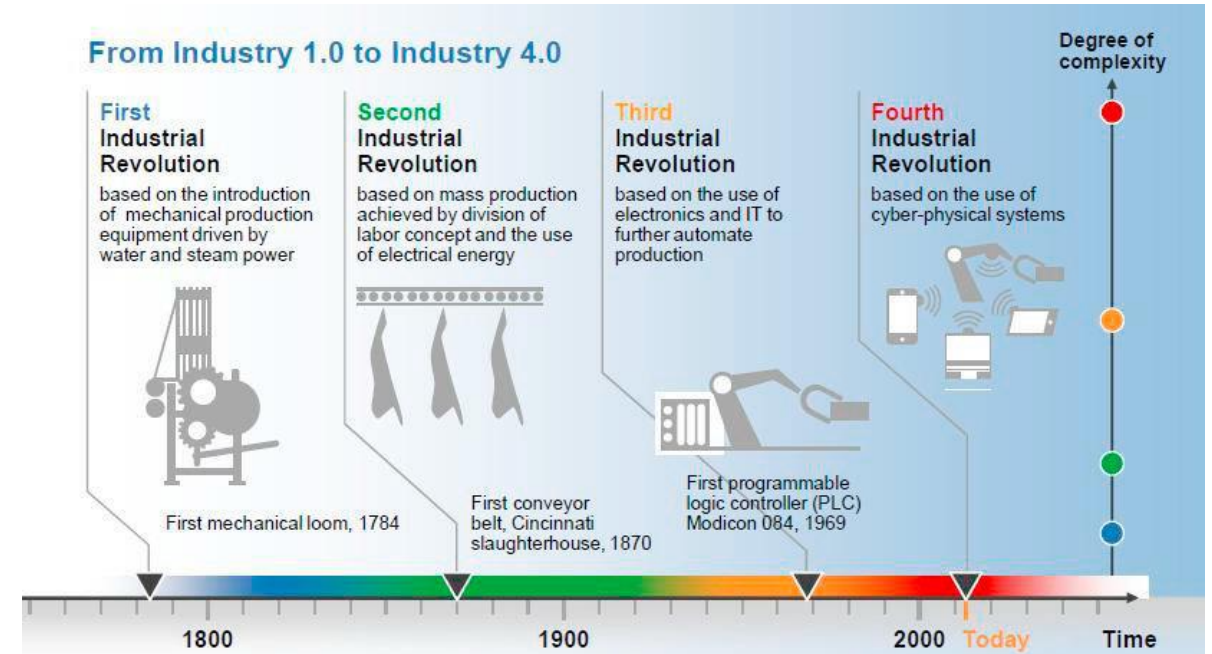 From Industry 1.0 to Industry 4.0
Degree of
complexity
First
Industrial
Revolution
based on the introduction
of mechanical production
equipment driven by
water and steam power
First mechanical loom, 1784
Second
Industrial
Revolution
based on mass production
achieved by division of
labor concept and the use
of electrical energy
First conveyor
belt, Cincinnati
slaughterhouse, 1870
Third
Industrial
Revolution
based on the use of
electronics and IT to
further automate
production
First programmable
logic controller (PLC)
Modicon 084, 1969
Fourth
Industrial
Revolution
based on the use of
cyber-physical systems
1800
1900
2000
Today
Time